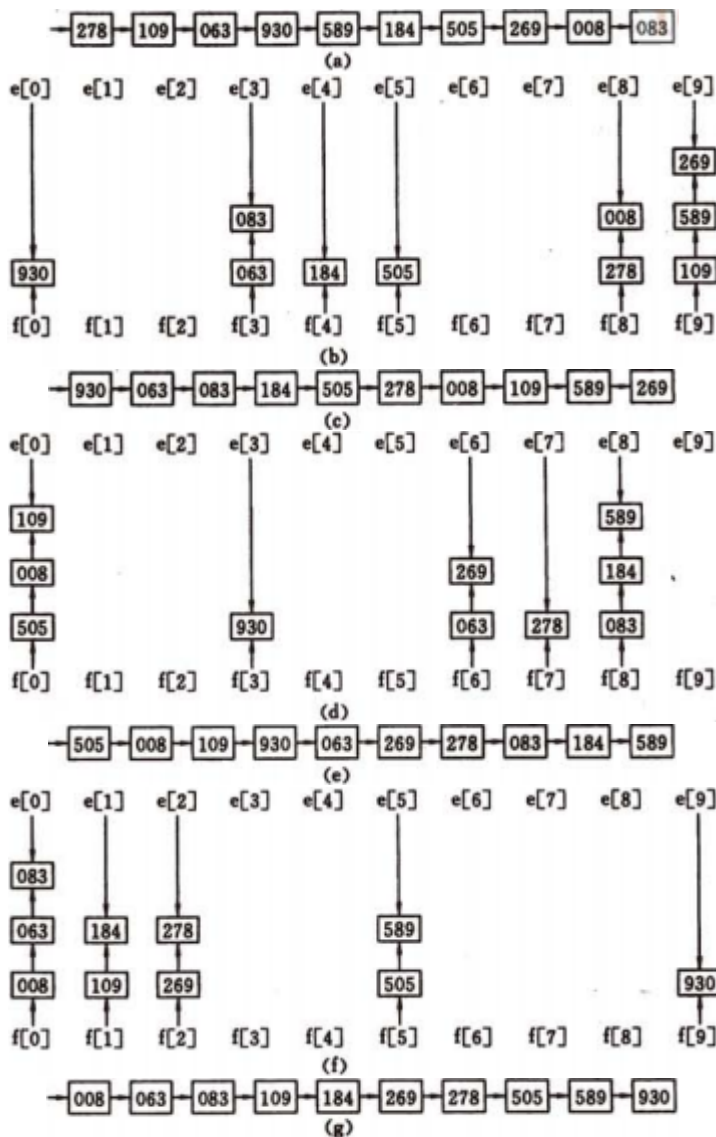 278 109 063 930 589 184 505 269 008 083
(a)
e[0] e[1] e[2] e[3] e[4] e[5] e[6] e[7] e[8] e[9]
269
083 008 589
930 063 184 505 278 109
f[0] f[1] f[2] f[3] f[4] f[5] f[6] f[7] f[8] f[9]
(b)
930 063 083 184 505 278 008 109 589 269
(c)
e[0] e[1] e[2] e[3] e[4] e[5] e[6] e[7] e[8] e[9]
109 589
008 269 184
505 930 063 278 083
f[0] f[1] f[2] f[3] f[4] f[5] f[6] f[7] f[8] f[9]
(d)
505 008 109 930 063 269 278 083 184 589
(e)
e[0] e[1] e[2] e[3] e[4] e[5] e[6] e[7] e[8] e[9]
083
063 184 278 589
008 109 269 505 930
f[0] f[1] f[2] f[3] f[4] f[5] f[6] f[7] f[8] f[9]
(f)
008 063 083 109 184 269 278 505 589 930
(g)